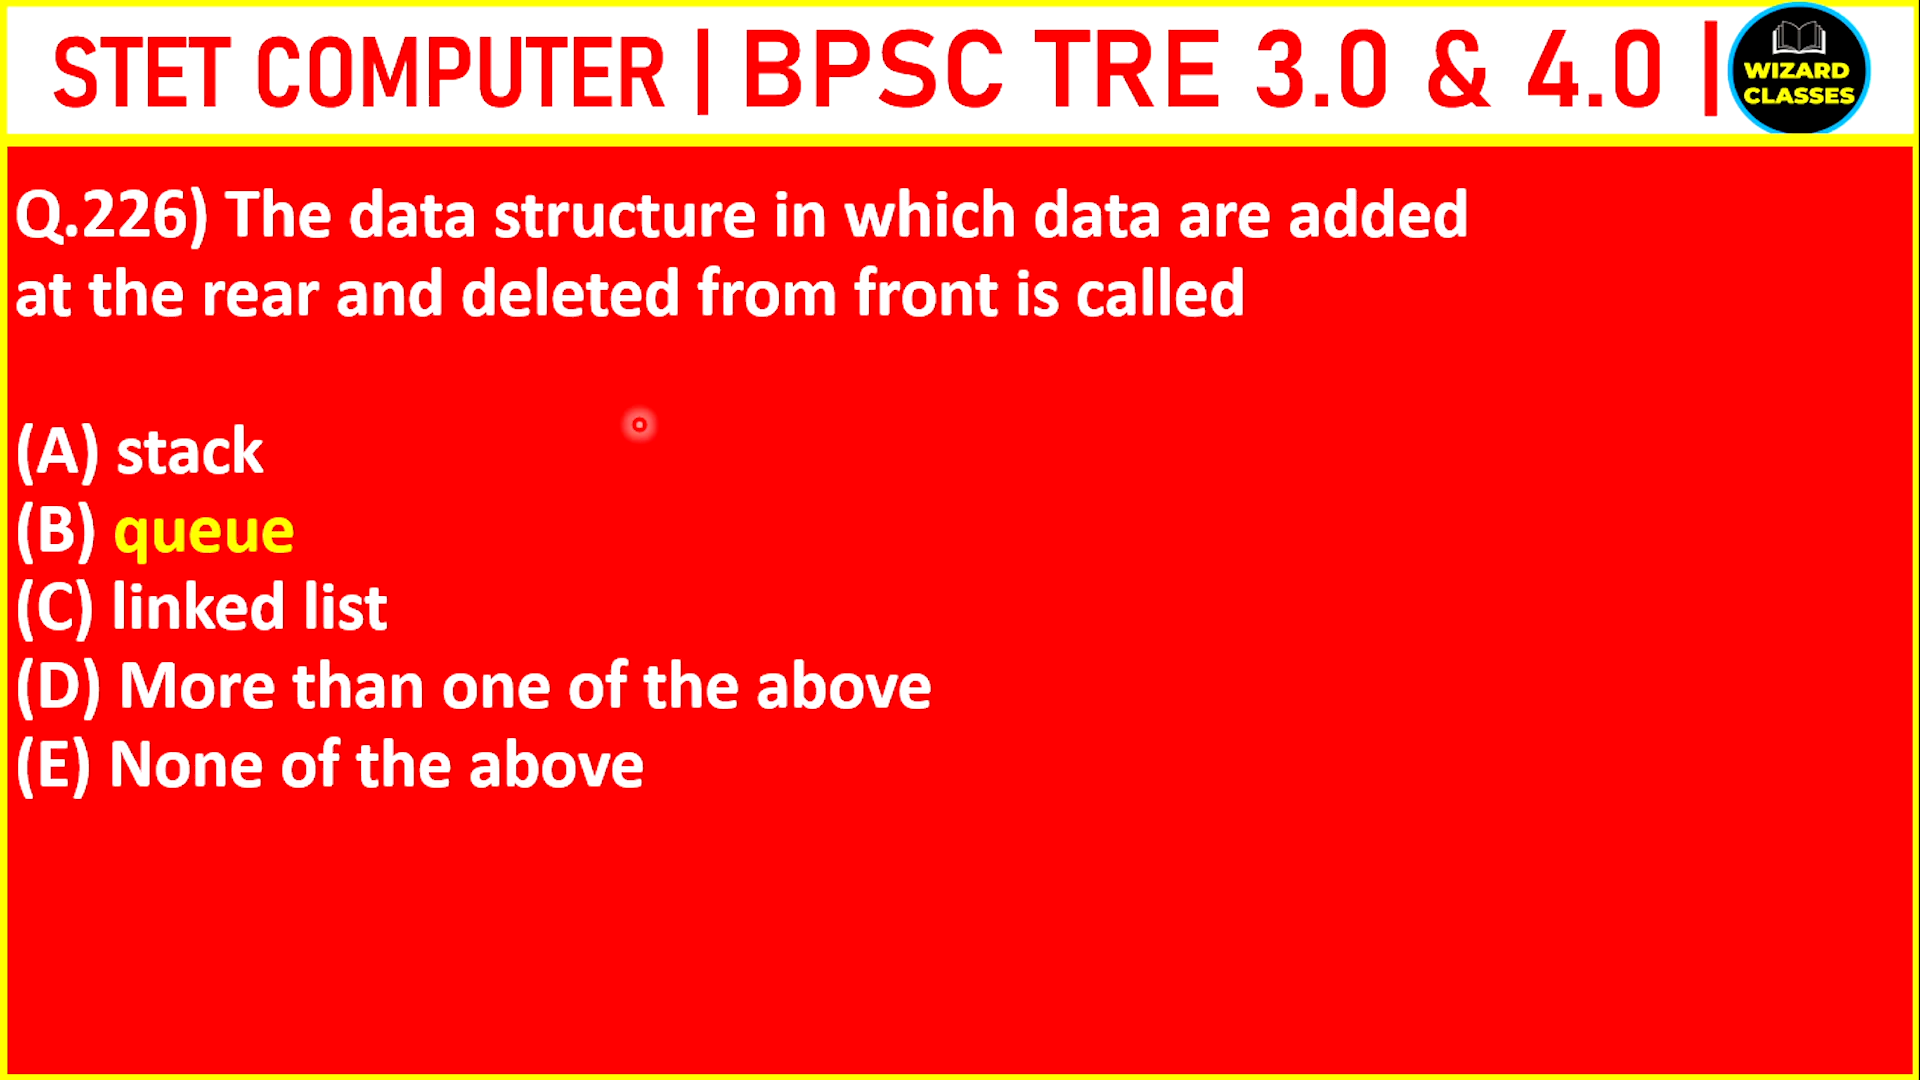 STET COMPUTER | BPSC TRE 3.0 & 4.0 |
WIZARD
CLASSES
Q.226) The data structure in which data are added
at the rear and deleted from front is called
(A) stack
(B) queue
(C) linked list
(D) More than one of the above
(E) None of the above